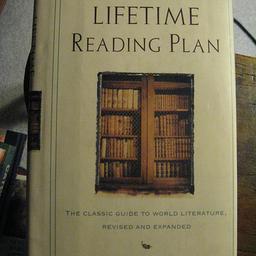 LIFETIME
READING PLAN
THE CLASSIC GUIDE TO WORLD LITERATURE,
REVISED AND EXPANDED